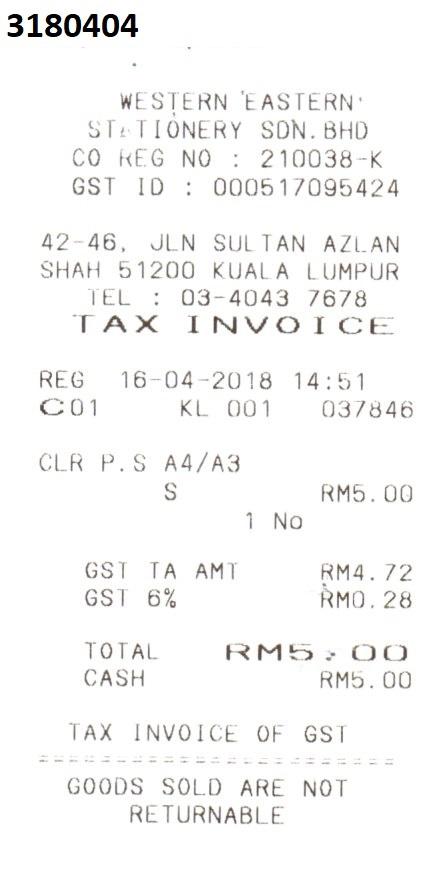 3180404
WESTERN EASTERN
STATIONERY SDN.BHD
CO REG NO : 210038-K
GST ID : 000517095424
42-46, JLN SULTAN AZLAN
SHAH 51200 KUALA LUMPUR
TEL : 03-4043 7678
TAX INVOICE
REG 16-04-2018 14:51
C01 KL 001 037846
CLR P.S A4/A3
S RM5.00
1 No
GST TA AMT RM4.72
GST 6% RM0.28
TOTAL RM5.00
CASH RM5.00
TAX INVOICE OF GST
------------------------
GOODS SOLD ARE NOT
RETURNABLE